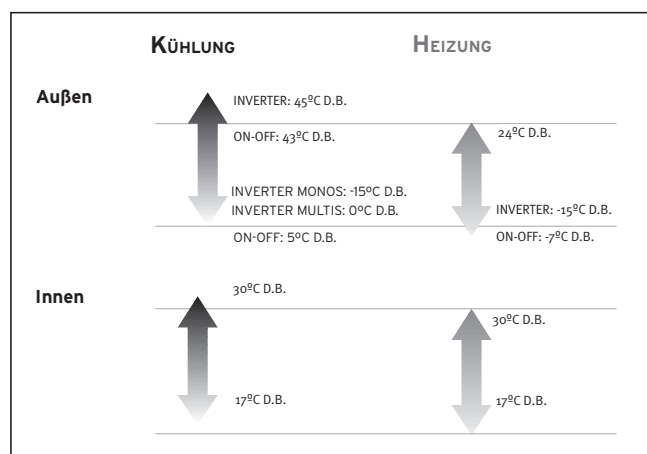 KÜHLUNG HEIZUNG
Außen
INVERTER: 45ºC D.B.
ON-OFF: 43ºC D.B.
24ºC D.B.
INVERTER MONOS: -15ºC D.B.
INVERTER MULTIS: 0ºC D.B.
INVERTER: -15ºC D.B.
ON-OFF: 5ºC D.B.
ON-OFF: -7ºC D.B.
Innen
30ºC D.B.
30ºC D.B.
17ºC D.B.
17ºC D.B.